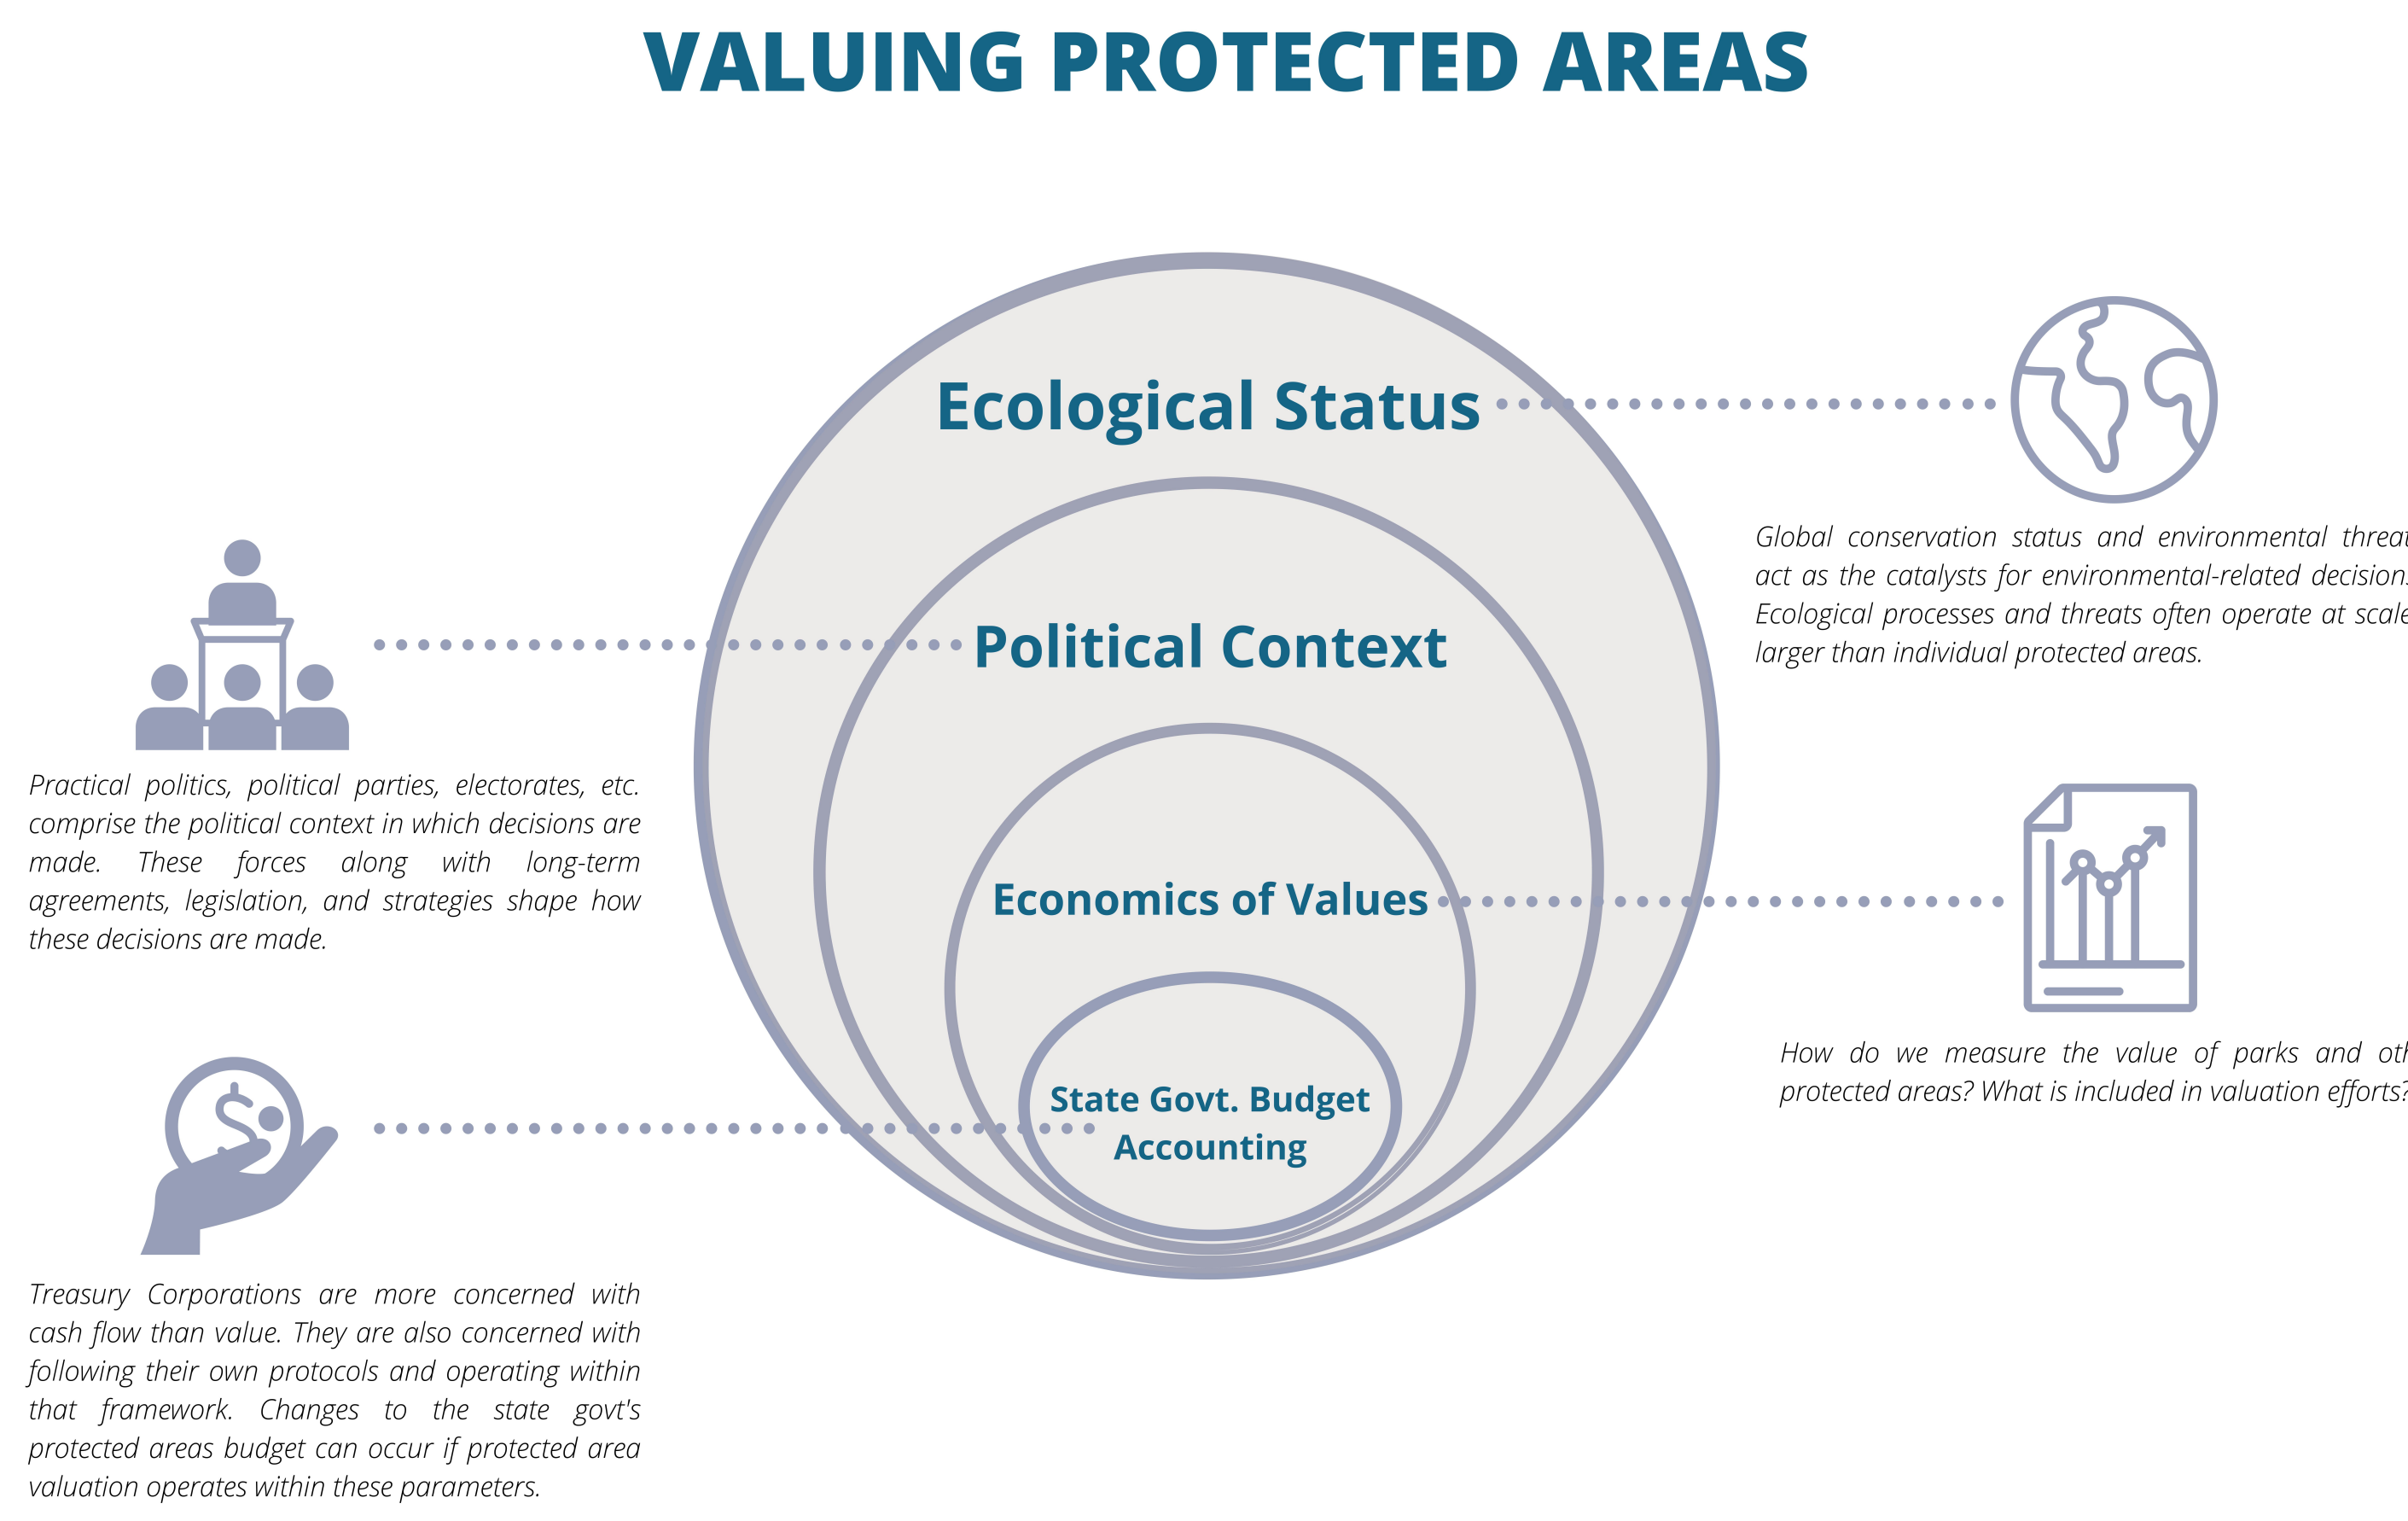 VALUING PROTECTED AREAS
Ecological Status
Global conservation status and environmental
act as the catalysts for environmental-related
Ecological processes and threats often operate at
larger than individual protected areas.
Political Context
Practical politics, political parties, electorates, etc.
comprise the political context in which decisions are
made. These forces along with long-term
agreements, legislation, and strategies shape how
these decisions are made.
Economics of Values
How do we measure the value of parks and
protected areas? What is included in valuation efforts?
State Govt. Budget
Accounting
Treasury Corporations are more concerned with
cash flow than value. They are also concerned with
following their own protocols and operating within
that framework. Changes to the state govt's
protected areas budget can occur if protected area
valuation operates within these parameters.